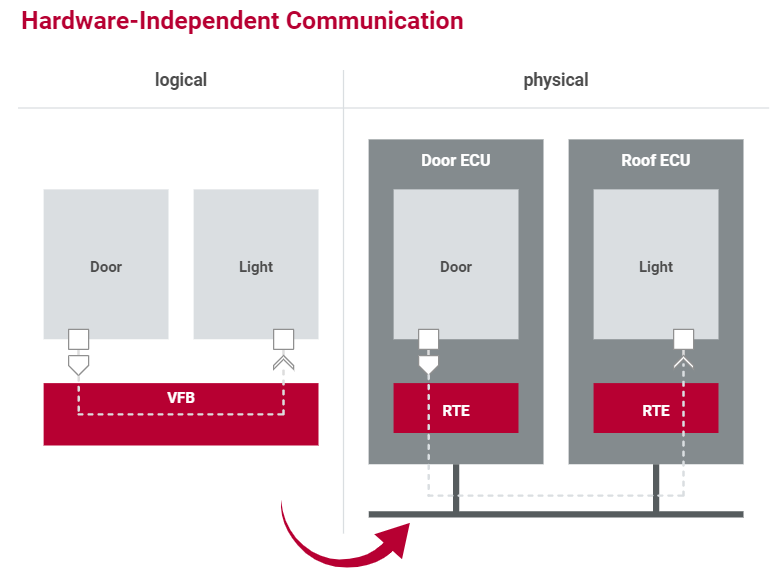 Hardware-Independent Communication
logical
physical
Door ECU
Roof ECU
Door
Light
Door
Light
VFB
RTE
RTE